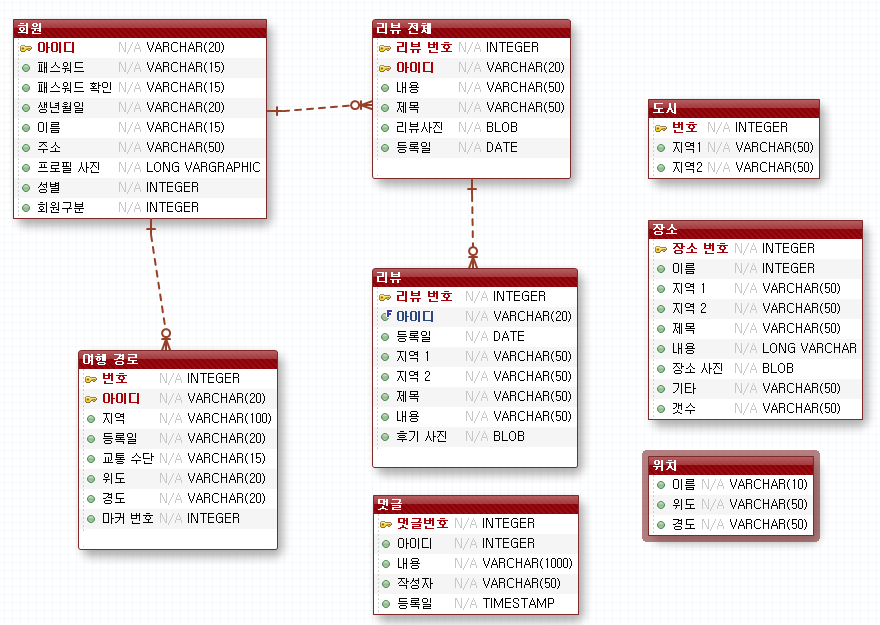 회원
아이디 N/A VARCHAR(20)
패스워드 N/A VARCHAR(15)
패스워드 확인 N/A VARCHAR(15)
생년월일 N/A VARCHAR(20)
이름 N/A VARCHAR(15)
주소 N/A VARCHAR(50)
프로필 사진 N/A LONG VARGRAPHIC
성별 N/A INTEGER
회원구분 N/A INTEGER
리뷰 전체
리뷰 번호 N/A INTEGER
아이디 N/A VARCHAR(20)
내용 N/A VARCHAR(50)
제목 N/A VARCHAR(50)
리뷰사진 N/A BLOB
등록일 N/A DATE
도시
번호 N/A INTEGER
지역1 N/A VARCHAR(50)
지역2 N/A VARCHAR(50)
장소
장소 번호 N/A INTEGER
이름 N/A INTEGER
지역 1 N/A VARCHAR(50)
지역 2 N/A VARCHAR(50)
제목 N/A VARCHAR(50)
내용 N/A LONG VARCHAR
장소 사진 N/A BLOB
기타 N/A VARCHAR(50)
갯수 N/A VARCHAR(50)
리뷰
리뷰 번호 N/A INTEGER
F 아이디 N/A VARCHAR(20)
등록일 N/A DATE
지역 1 N/A VARCHAR(50)
지역 2 N/A VARCHAR(50)
제목 N/A VARCHAR(50)
내용 N/A VARCHAR(50)
후기 사진 N/A BLOB
여행 경로
번호 N/A INTEGER
아이디 N/A VARCHAR(20)
지역 N/A VARCHAR(100)
등록일 N/A VARCHAR(20)
교통 수단 N/A VARCHAR(15)
위도 N/A VARCHAR(20)
경도 N/A VARCHAR(20)
마커 번호 N/A INTEGER
위치
이름 N/A VARCHAR(10)
위도 N/A VARCHAR(50)
경도 N/A VARCHAR(50)
댓글
댓글번호 N/A INTEGER
아이디 N/A INTEGER
내용 N/A VARCHAR(1000)
작성자 N/A VARCHAR(50)
등록일 N/A TIMESTAMP